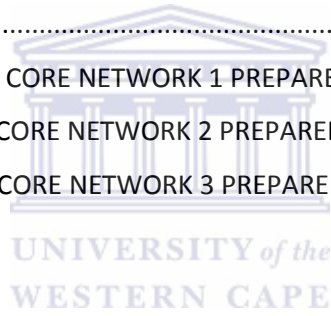 ..................................................
CORE NETWORK 1 PREPARE
CORE NETWORK 2 PREPARE
CORE NETWORK 3 PREPARE
UNIVERSITY of the
WESTERN CAPE